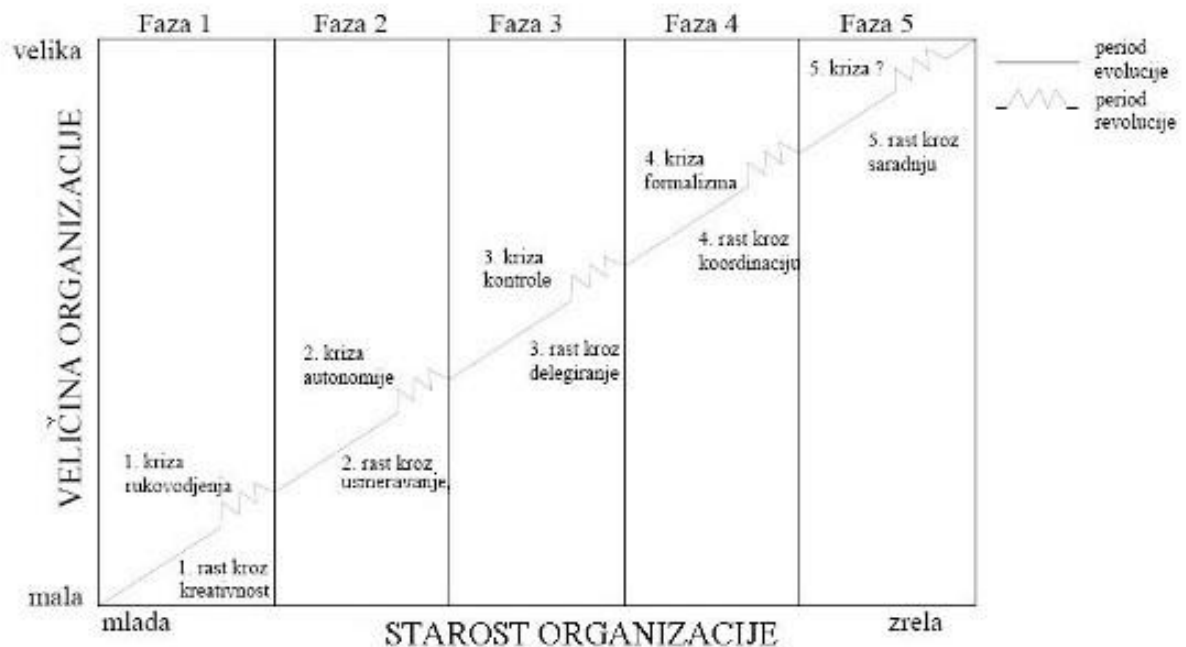 Faza 1
Faza 2
Faza 3
Faza 4
Faza 5
velika
VELIČINA ORGANIZACIJE
mala
1. kriza
rukovodjenja
1. rast kroz
kreativnost
2. kriza
autonomije
2. rast kroz
usmeravanje.
3. kriza
kontrole
3. rast kroz
delegiranje
4. kriza
formalizma
4. rast kroz
koordinaciju
5. kriza ?
5. rast kroz
saradnju
period
evolucije
period
revolucije
mlada
STAROST ORGANIZACIJE
zrela